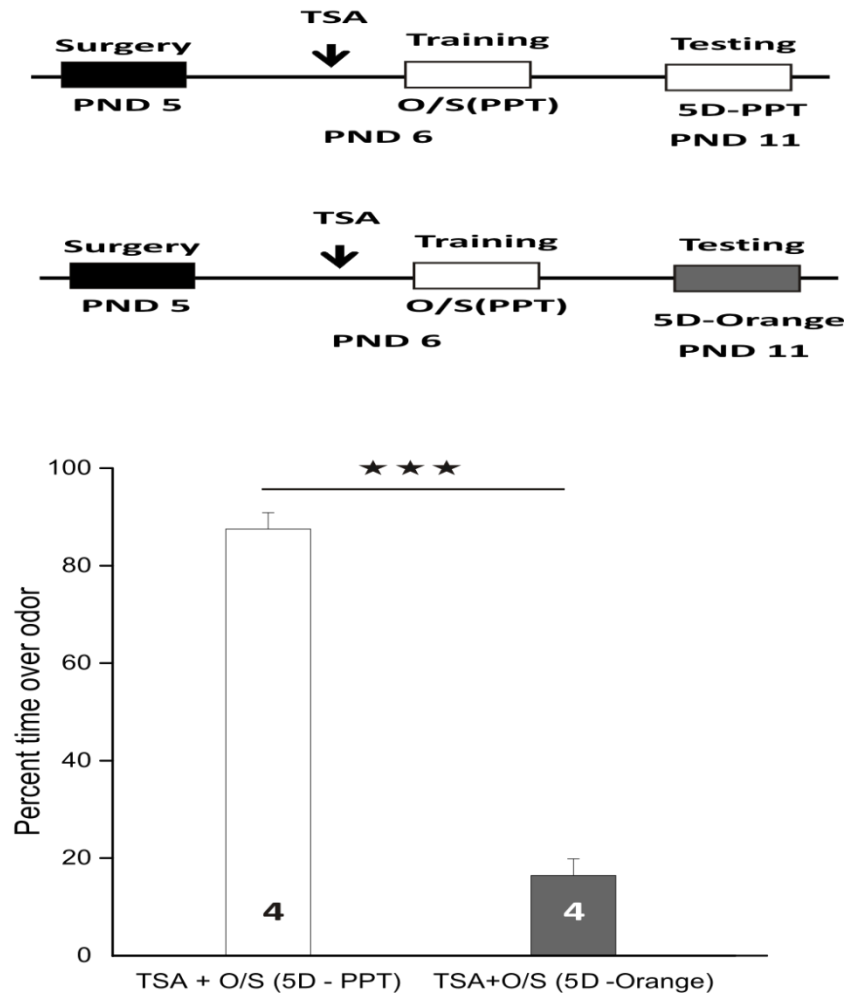 TSA
Surgery Training Testing
PND 5 O/S(PPT) 5D-PPT
PND 6 PND 11
TSA
Surgery Training Testing
PND 5 O/S(PPT) 5D-Orange
PND 6 PND 11
★ ★ ★
100
80
60
40
20
0
Percent time over odor
4 4
TSA + O/S (5D - PPT) TSA+O/S (5D -Orange)